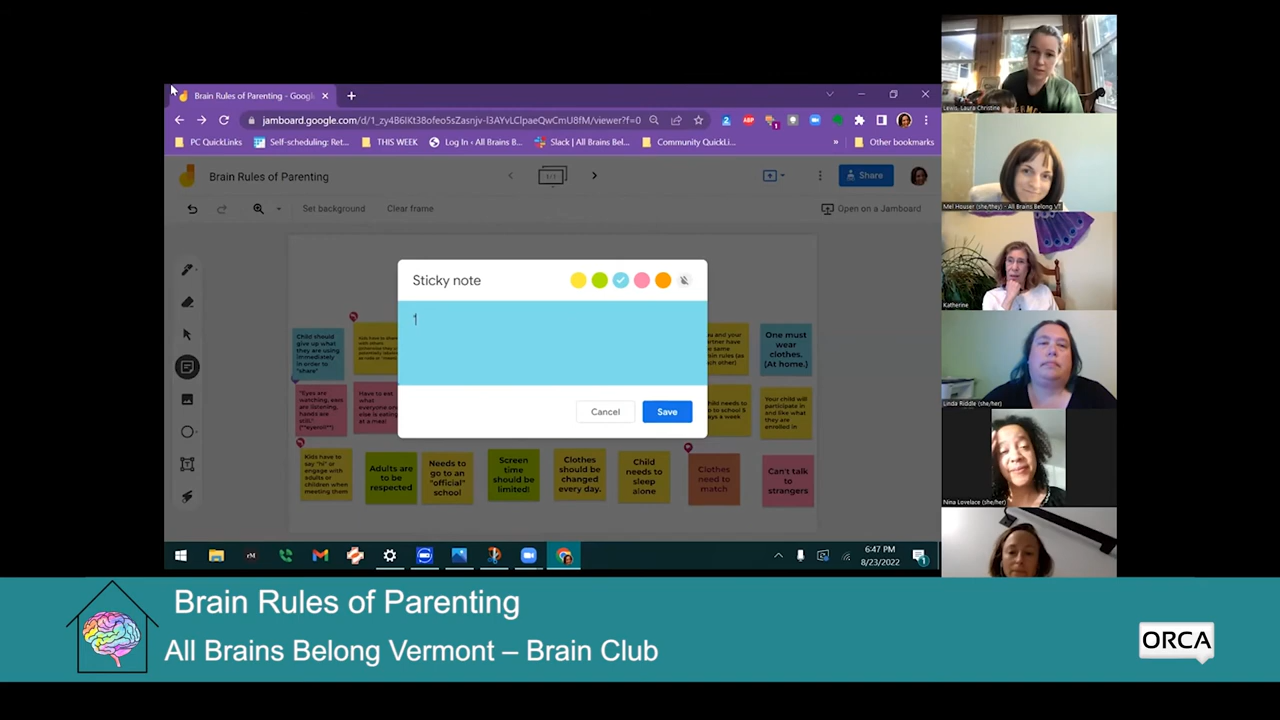 Brain Rules of Parenting - Googl
jamboard.google.com/d/1_zy4B6IKt38ofeo5sZasnjv-I3AYvLClpaeQwCmU8fM/viewer?f=0
PC QuickLinks
Self-scheduling: Ret...
THIS WEEK
Log In ‹ All Brains B...
Slack | All Brains Bel...
Community QuickLi...
»
Other bookmarks
Brain Rules of Parenting
1/1
Share
Set background
Clear frame
Open on a Jamboard
Sticky note
Cancel
Save
Child should
give up what
they are using
immediately
in order to
"share"
One must
wear
clothes.
(At home.)
"Eyes are
watching, ears
are listening,
hands are
still."
(**eyeroll**)
Have to eat
what
everyone
else is eating
at a meal
Your child will
participate in
and like what
they are
enrolled in
Kids have to
say "hi" or
engage with
adults or
children when
meeting them
Adults are
to be
respected
Needs to
go to an
"official"
school
Screen
time
should be
limited!
Clothes
should be
changed
every day.
Child
needs to
sleep
alone
Clothes
need to
match
Can't talk
to
strangers
6:47 PM
8/23/2022
Lewis, Laura Christina
Mel Houser (she/they) - All Brains Belong VT
Katherine
Linda Riddle (she/her)
Nina Lovelace (she/her)
Brain Rules of Parenting
All Brains Belong Vermont – Brain Club
ORCA